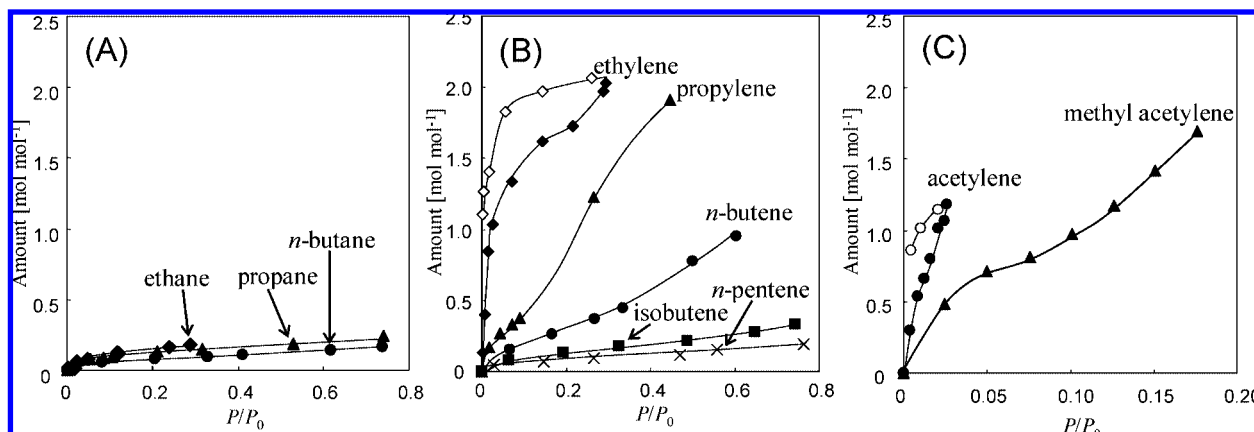 (A)
Amount [mol mol⁻¹]
2.5
2.0
1.5
1.0
0.5
0
n-butane
ethane
propane
0
0.2
0.4
0.6
0.8
P/P₀
(B)
Amount [mol mol⁻¹]
2.5
2.0
1.5
1.0
0.5
0
ethylene
propylene
n-butene
n-pentene
isobutene
0
0.2
0.4
0.6
0.8
P/P₀
(C)
Amount [mol mol⁻¹]
2.5
2.0
1.5
1.0
0.5
0
methyl acetylene
acetylene
0
0.05
0.10
0.15
0.20
P/P₀